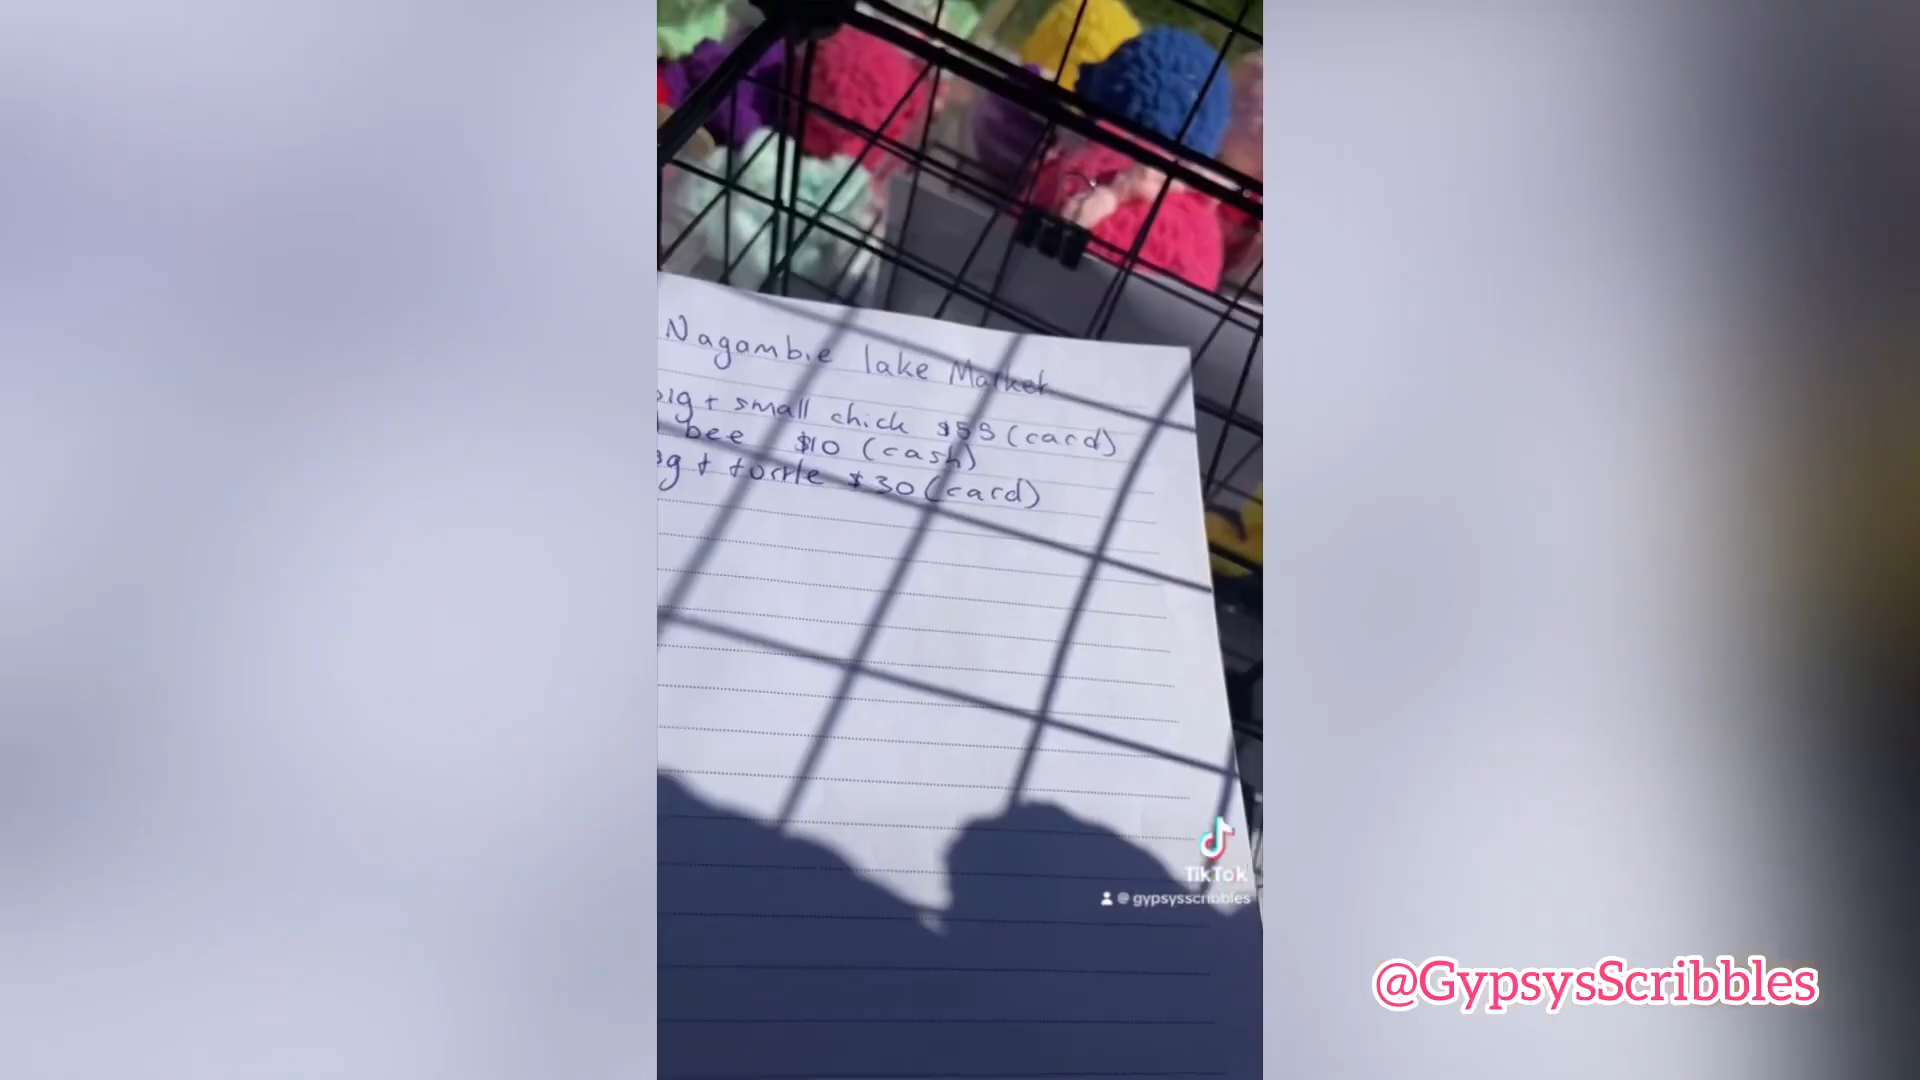 Nagambie lake Market
+ small chick $55 (card)
bee $10 (cash)
+ turtle $30 (card)
TikTok
@gypsysscribbles
@GypsysScribbles